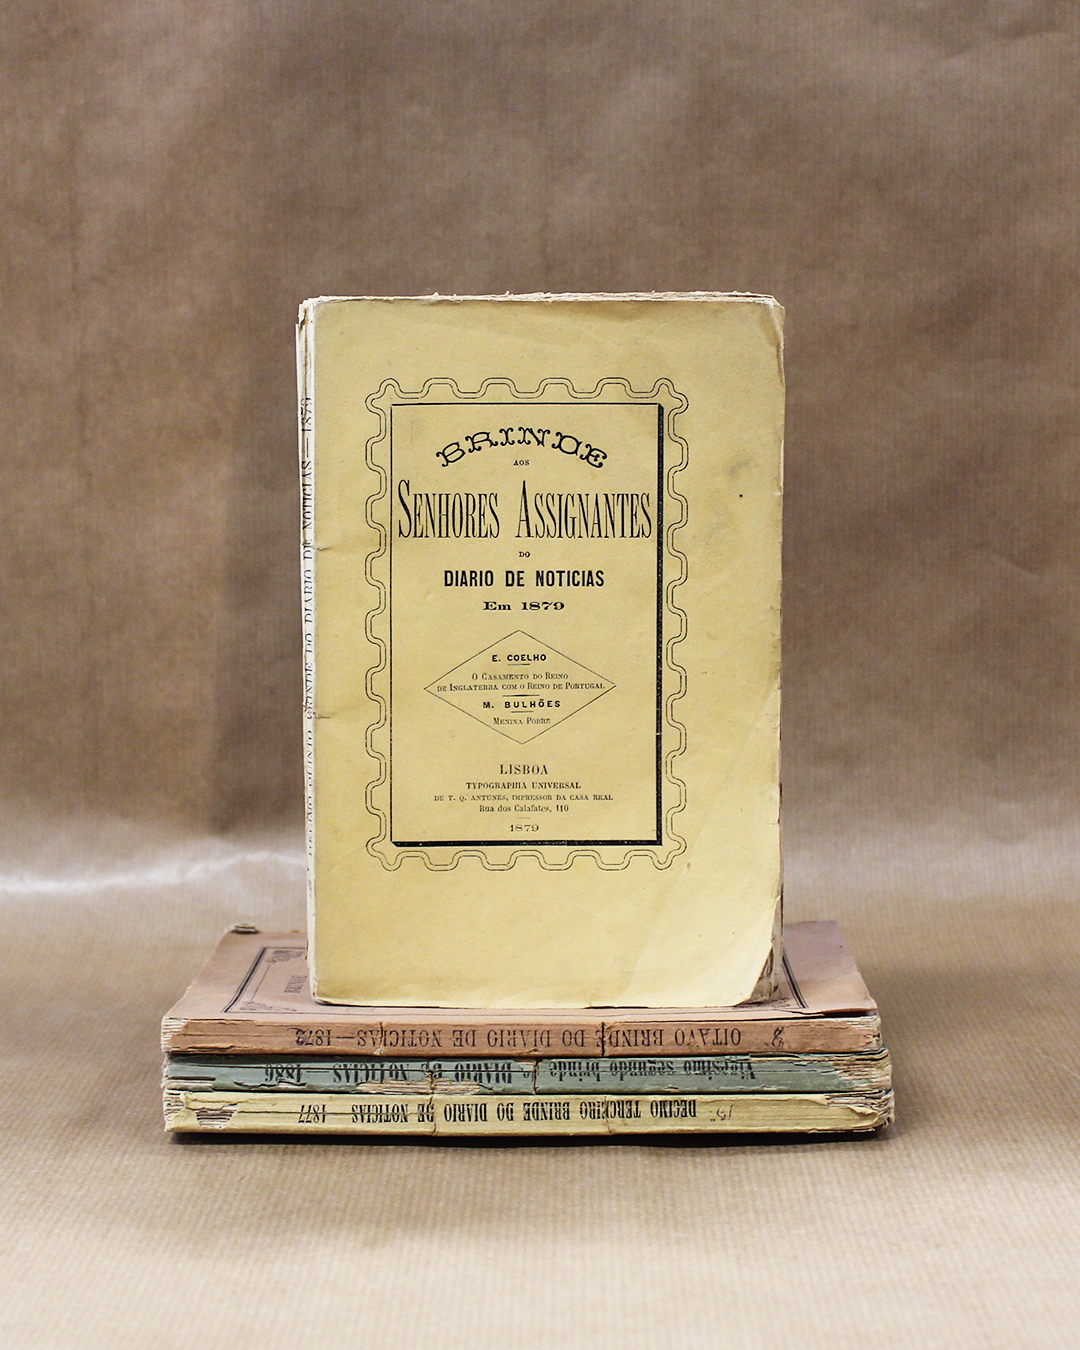 BRINDE
AOS
SENHORES ASSIGNANTES
DO
DIARIO DE NOTICIAS
Em 1879
E. COELHO
O CASAMENTO DO REINO
DE INGLATERRA COM O REINO DE PORTUGAL
M. BULHÕES
MENINA POBRE
LISBOA
TYPOGRAPHIA UNIVERSAL
DE T. Q. ANTUNES, IMPRESSOR DA CASA REAL
Rua dos Calafates, 110
1879
DECIMO QUINTO BRINDE DO DIARIO DE NOTICIAS—1879
BRINDE
OITAVO BRINDE DO DIARIO DE NOTICIAS—1872
Vigesimo segundo brinde DIARIO DE NOTICIAS 1886
DECIMO TERCEIRO BRINDE DO DIARIO DE NOTICIAS 1877